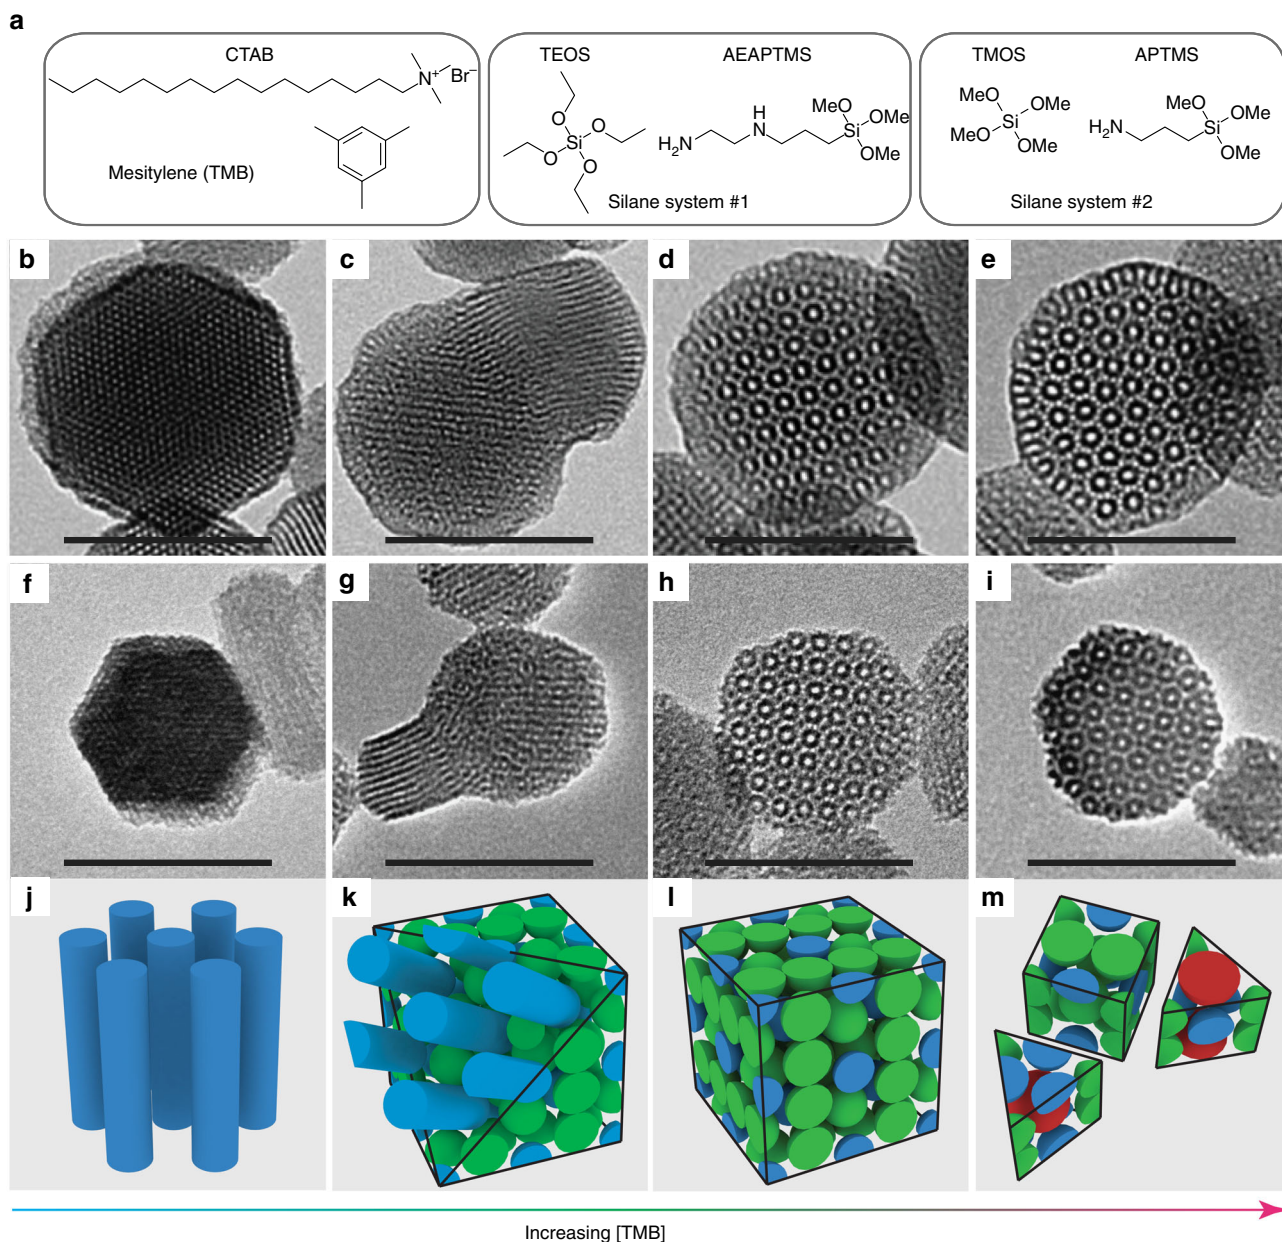 a
CTAB
N+
Br−
Mesitylene (TMB)
TEOS
AEAPTMS
O
O
Si
O
O
H2N
H
N
MeO
OMe
Si
OMe
Silane system #1
TMOS
APTMS
MeO
OMe
Si
MeO
OMe
H2N
MeO
OMe
Si
OMe
Silane system #2
b
c
d
e
f
g
h
i
j
k
l
m
Increasing [TMB]